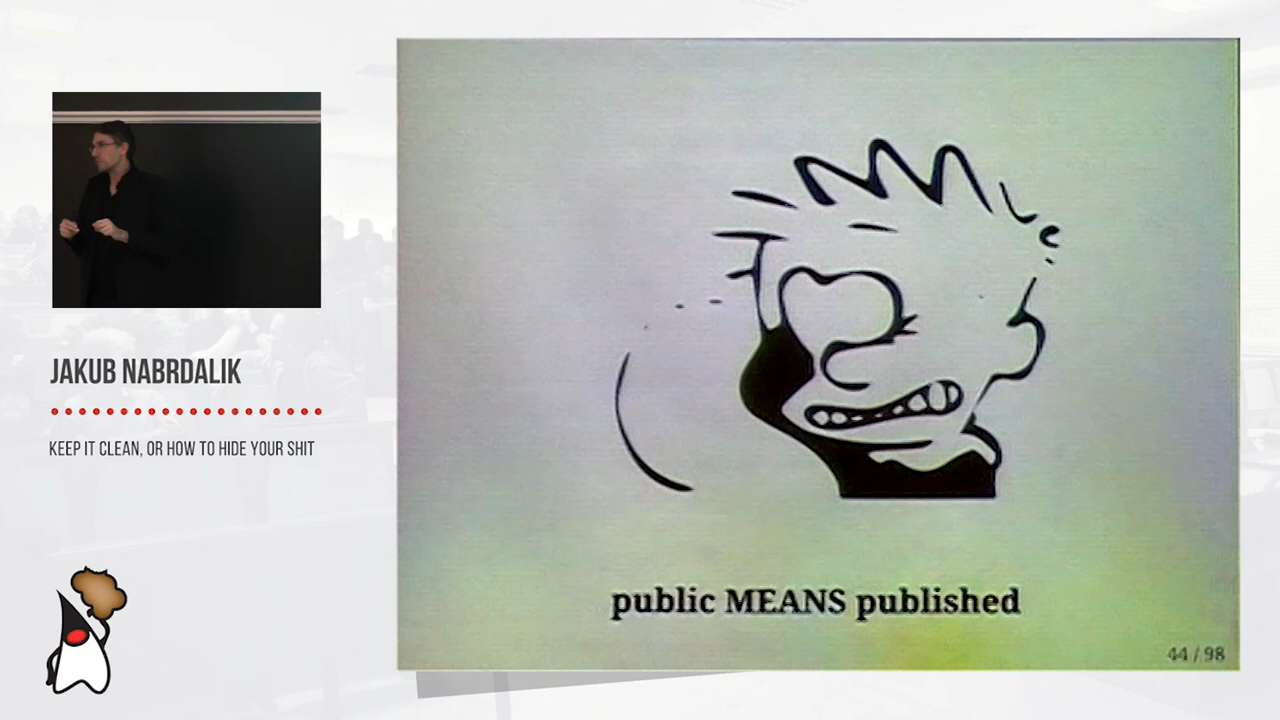 JAKUB NABRDALIK
KEEP IT CLEAN, OR HOW TO HIDE YOUR SHIT
public MEANS published
44 / 98